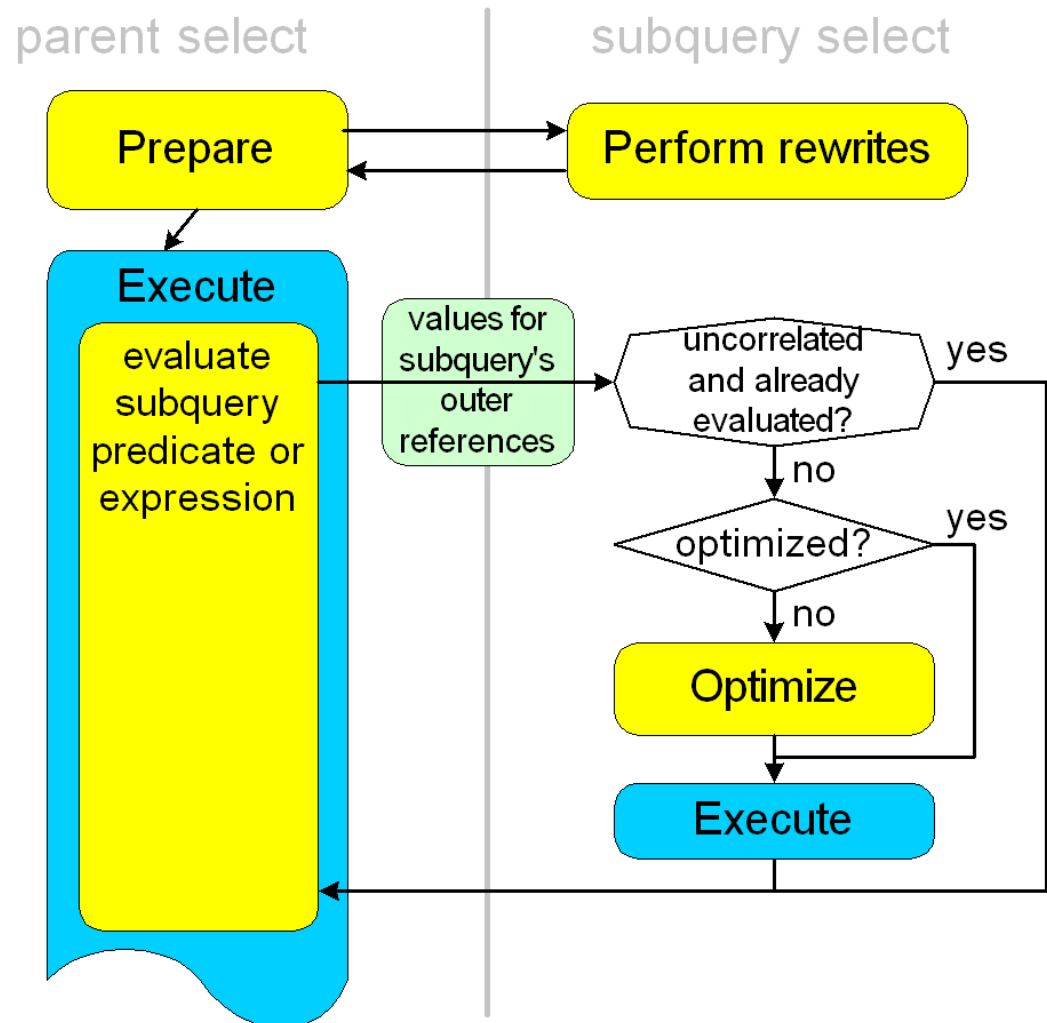 parent select
subquery select
Prepare
Perform rewrites
Execute
evaluate
subquery
predicate or
expression
values for
subquery's
outer
references
uncorrelated
and already
evaluated?
yes
no
optimized?
yes
no
Optimize
Execute